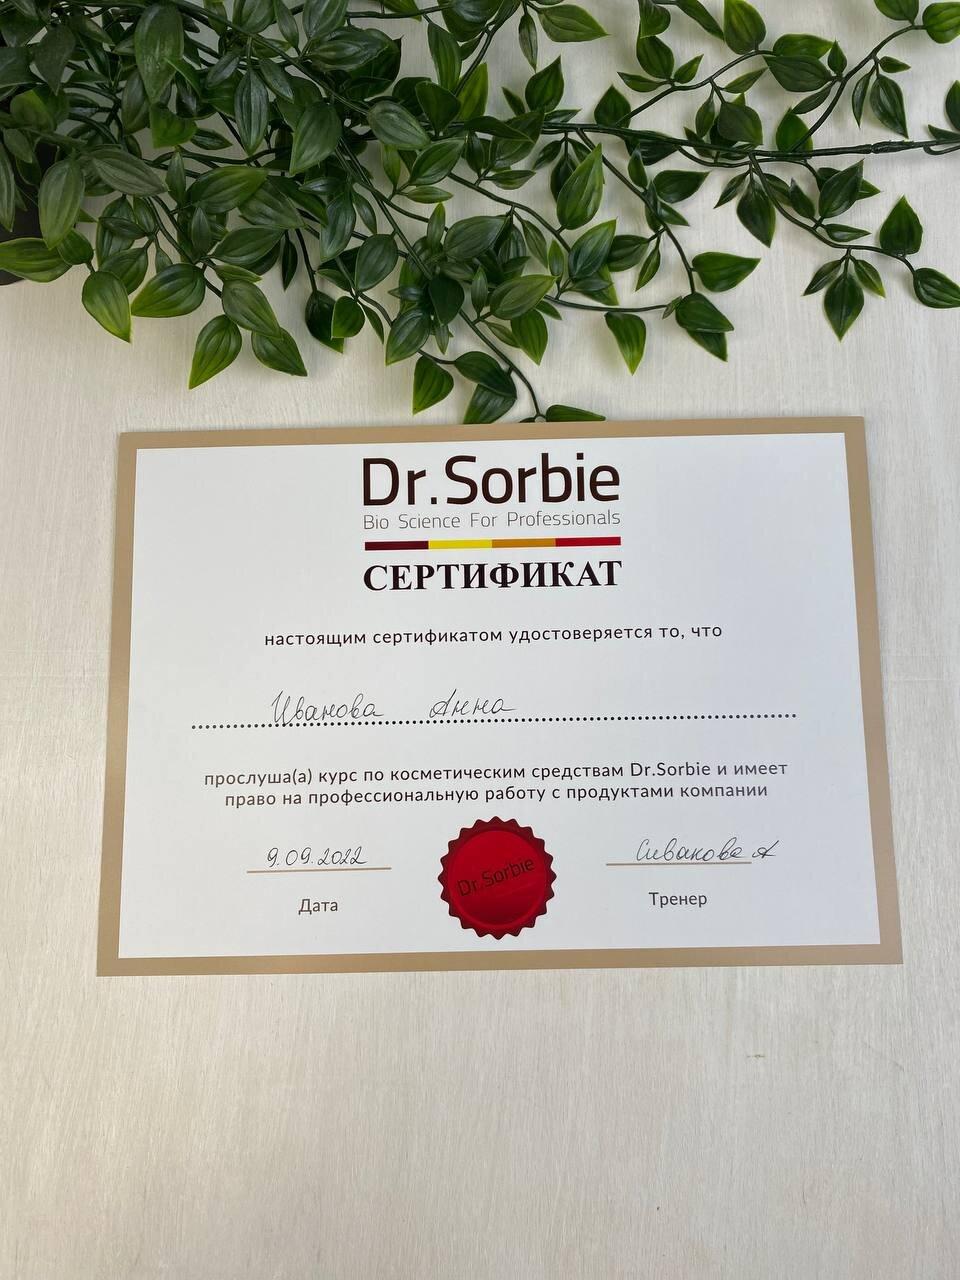 Dr.Sorbie
Bio Science For Professionals
СЕРТИФИКАТ
настоящим сертификатом удостоверяется то, что
Иванова Анна
прослуша(а) курс по косметическим средствам Dr.Sorbie и имеет
право на профессиональную работу с продуктами компании
9.09.2022
Дата
Dr.Sorbie
Сиванова А
Тренер